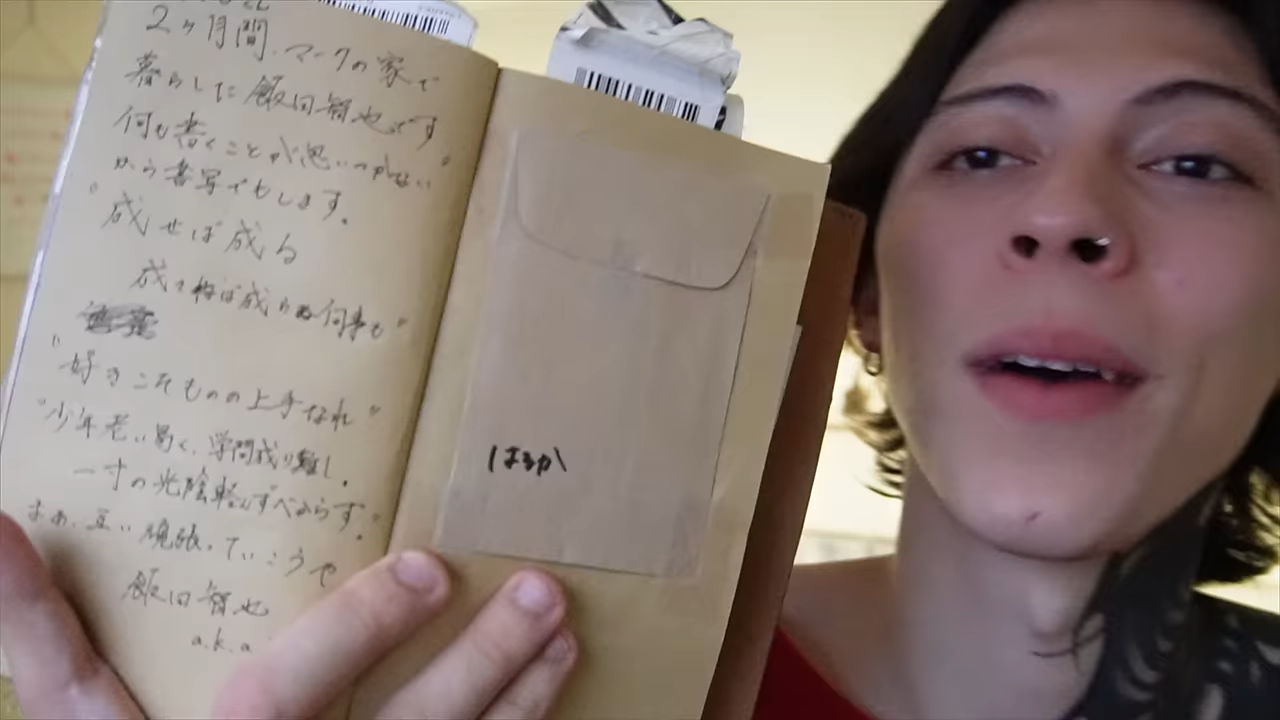 2ヶ月間、マークの家で
暮らした飯田智也です。
何も書くことが思いつかない
から書写でもします。
"成せば成る
成さねば成らぬ何事も"
"好きこそものの上手なれ"
"少年老い易く、学問成り難し。
一寸の光陰軽んずべからず。"
まあ、互い頑張っていこうや
飯田智也
a.k.a
はるか